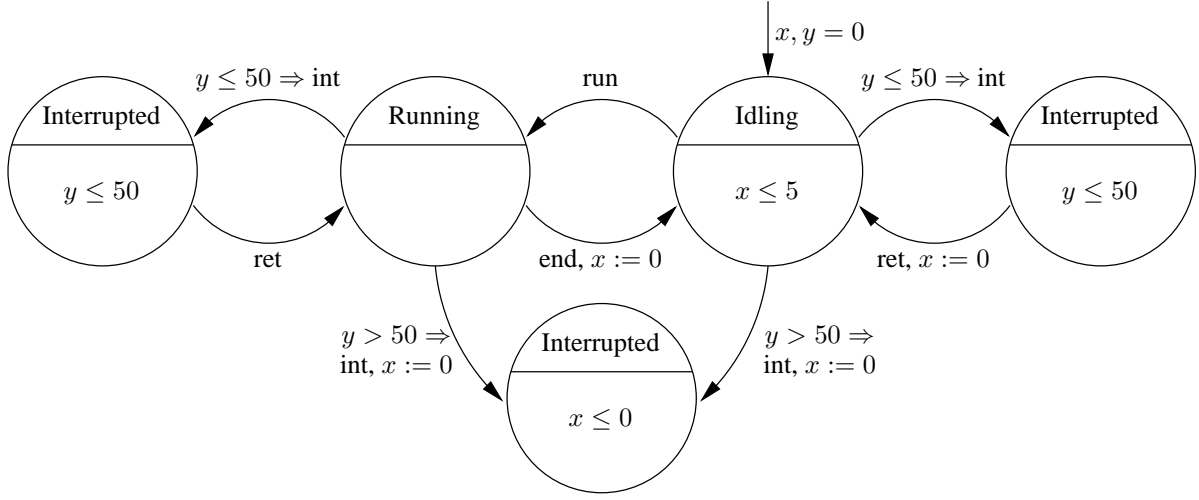 x, y = 0
y ≤ 50 ⇒ int
run
y ≤ 50 ⇒ int
Interrupted
Running
Idling
Interrupted
y ≤ 50
x ≤ 5
y ≤ 50
ret
end, x := 0
ret, x := 0
y > 50 ⇒
int, x := 0
Interrupted
x ≤ 0
y > 50 ⇒
int, x := 0